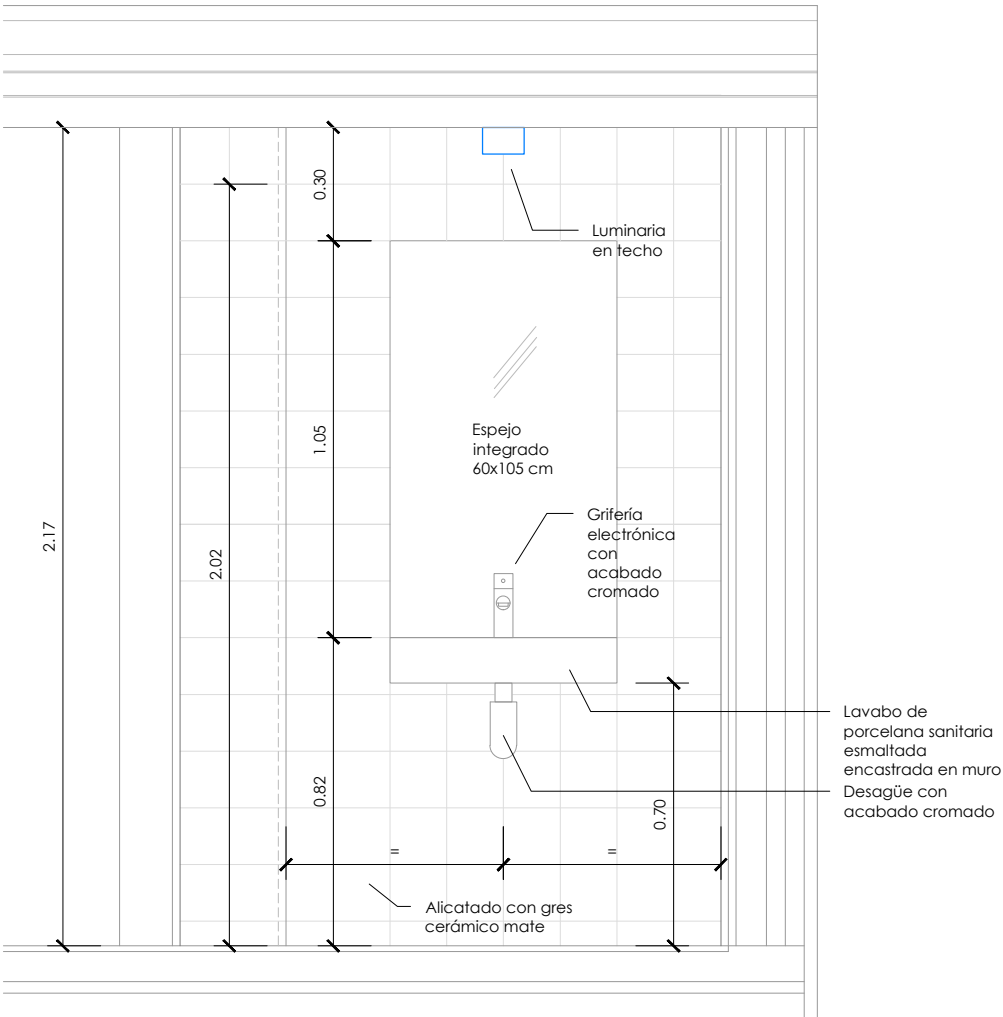 0.30
Luminaria
en techo
1.05
Espejo
integrado
60x105 cm
2.17
2.02
Grifería
electrónica
con
acabado
cromado
Lavabo de
porcelana sanitaria
esmaltada
encastrada en muro
Desagüe con
acabado cromado
0.82
0.70
=
=
Alicatado con gres
cerámico mate